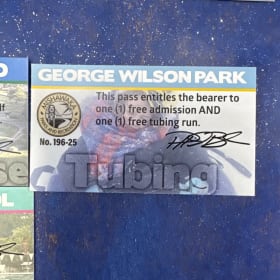 GEORGE WILSON PARK
This pass entitles the bearer to
one (1) free admission AND
one (1) free tubing run.
MISHAWAKA
No. 196-25
Tubing